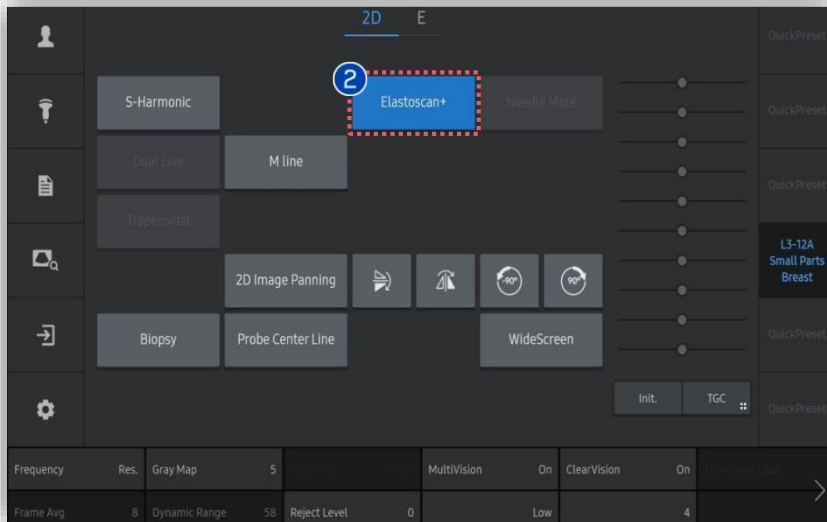 2D E
QuickPreset
2
S-Harmonic
Elastoscan+
Needle Mate
QuickPreset
Dual Live
M line
QuickPreset
Trapezoidal
L3-12A
Small Parts
Breast
2D Image Panning
-90°
90°
Biopsy
Probe Center Line
WideScreen
QuickPreset
Init.
TGC
QuickPreset
Frequency Res.
Gray Map 5
MultiVision On
ClearVision On
Frame Avg 8
Dynamic Range 58
Reject Level 0
Low
4